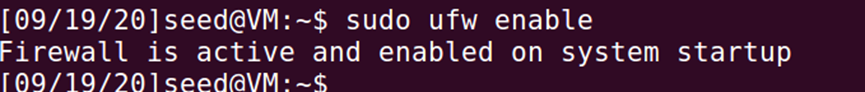 [09/19/20]seed@VM:~$ sudo ufw enable
Firewall is active and enabled on system startup
[09/19/20]seed@VM:~$